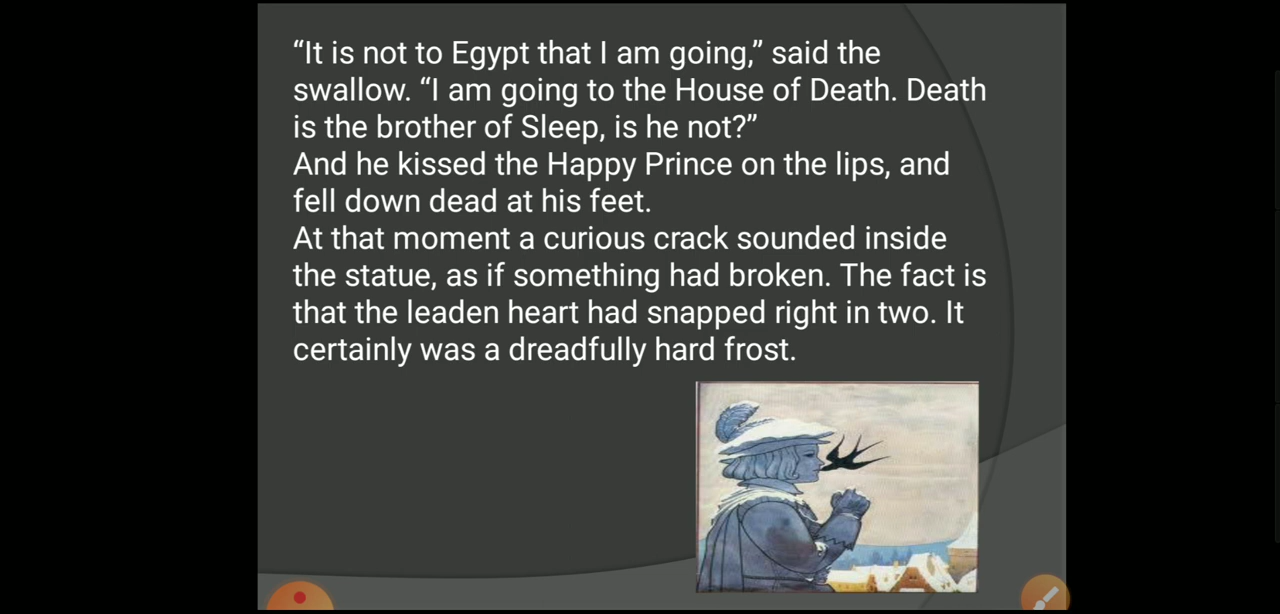 “It is not to Egypt that I am going,” said the
swallow. “I am going to the House of Death. Death
is the brother of Sleep, is he not?”
And he kissed the Happy Prince on the lips, and
fell down dead at his feet.
At that moment a curious crack sounded inside
the statue, as if something had broken. The fact is
that the leaden heart had snapped right in two. It
certainly was a dreadfully hard frost.